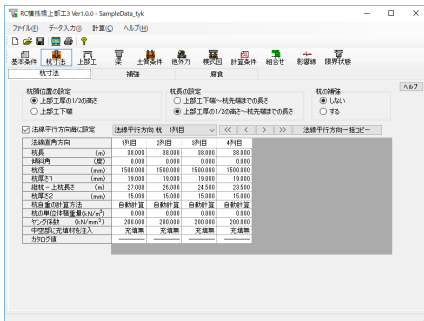 RC横桟橋上部工3 Ver1.0.0 - SampleData_tyk
ファイル(F) データ入力(I) 計算(C) ヘルプ(H)
基本条件 杭寸法 上部工 梁 土質条件 他外力 模式図 計算条件 組合せ 影響線 限界状態
杭寸法 補強 腐食
ヘルプ
杭頭位置の設定 杭長の設定 杭の補強
上部工厚の1/2の高さ 上部工下端～杭先端までの長さ しない
上部工下端 上部工厚の1/2の高さ～杭先端までの長さ する
法線平行方向毎に設定 法線平行方向 杭 1列目 << < > >> 法線平行方向一括コピー
法線直角方向 1列目 2列目 3列目 4列目
杭長 (m) 38.000 38.000 38.000 38.000
傾斜角 (度) 0.000 0.000 0.000 0.000
杭径 (mm) 1500.000 1500.000 1500.000 1500.000
杭厚さ1 (mm) 19.000 19.000 19.000 19.000
継杭－上杭長さ (m) 27.000 26.000 24.500 23.500
杭厚さ2 (mm) 15.000 15.000 15.000 15.000
杭自重の計算方法 自動計算 自動計算 自動計算 自動計算
杭の単位体積重量(kN/m³) 0.000 0.000 0.000 0.000
ヤング係数 (kN/mm²) 200.000 200.000 200.000 200.000
中空部に充填材を注入 充填無 充填無 充填無 充填無
カタログ値